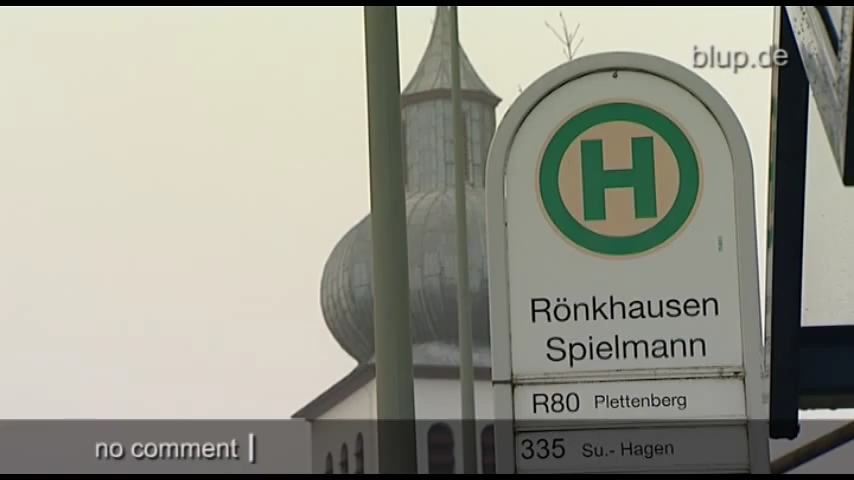 blup.de
H
Rönkhausen
Spielmann
R80 Plettenberg
335 Su.- Hagen
no comment